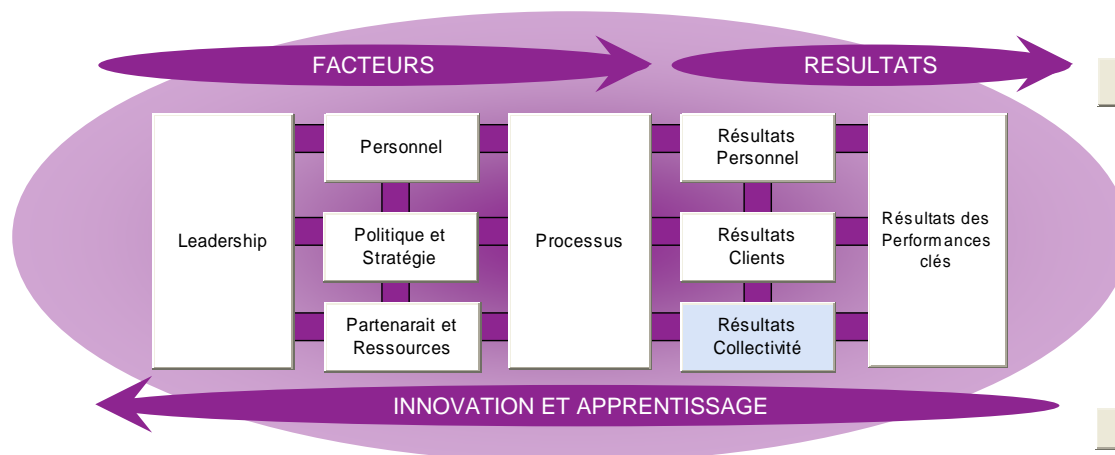 FACTEURS
RESULTATS
Leadership
Personnel
Politique et
Stratégie
Partenarait et
Ressources
Processus
Résultats
Personnel
Résultats
Clients
Résultats
Collectivité
Résultats des
Performances
clés
INNOVATION ET APPRENTISSAGE